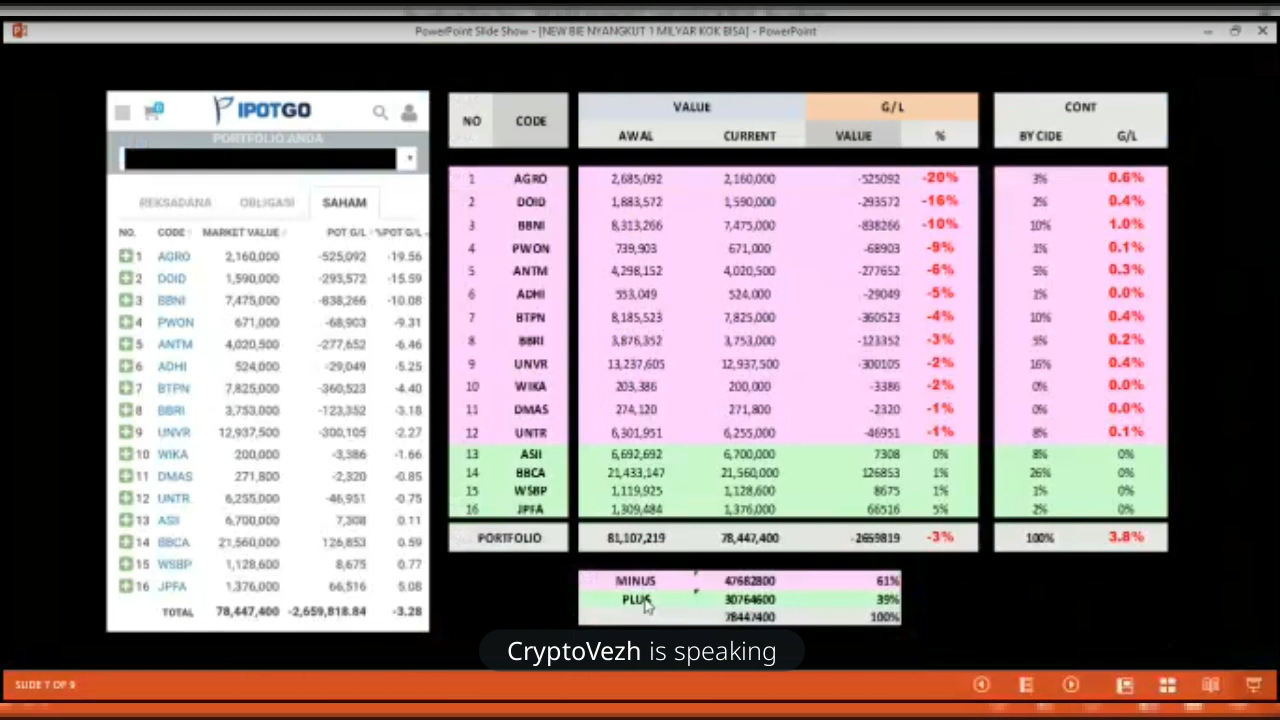 PowerPoint Slide Show - [NEW BIE NYANGKUT 1 MILYAR KOK BISA] - PowerPoint
IPOTGO
PORTFOLIO ANDA
REKSADANA OBLIGASI SAHAM
NO. CODE MARKET VALUE POT G/L %POT G/L
1 AGRO 2,160,000 -525,092 -19.56
2 DOID 1,590,000 -293,572 -15.59
3 BBNI 7,475,000 -838,266 -10.08
4 PWON 671,000 -68,903 -9.31
5 ANTM 4,020,500 -277,652 -6.46
6 ADHI 524,000 -29,049 -5.25
7 BTPN 7,825,000 -360,523 -4.40
8 BBRI 3,753,000 -123,352 -3.18
9 UNVR 12,937,500 -300,105 -2.27
10 WIKA 200,000 -3,386 -1.66
11 DMAS 271,800 -2,320 -0.85
12 UNTR 6,255,000 -46,951 -0.75
13 ASII 6,700,000 7,308 0.11
14 BBCA 21,560,000 126,853 0.59
15 WSBP 1,128,600 8,675 0.77
16 JPFA 1,376,000 66,516 5.08
TOTAL 78,447,400 -2,659,818.84 -3.28
NO CODE VALUE G/L CONT
AWAL CURRENT VALUE % BY CIDE G/L
1 AGRO 2,685,092 2,160,000 -525092 -20% 3% 0.6%
2 DOID 1,883,572 1,590,000 -293572 -16% 2% 0.4%
3 BBNI 8,313,266 7,475,000 -838266 -10% 10% 1.0%
4 PWON 739,903 671,000 -68903 -9% 1% 0.1%
5 ANTM 4,298,152 4,020,500 -277652 -6% 5% 0.3%
6 ADHI 553,049 524,000 -29049 -5% 1% 0.0%
7 BTPN 8,185,523 7,825,000 -360523 -4% 10% 0.4%
8 BBRI 3,876,352 3,753,000 -123352 -3% 5% 0.2%
9 UNVR 13,237,605 12,937,500 -300105 -2% 16% 0.4%
10 WIKA 203,386 200,000 -3386 -2% 0% 0.0%
11 DMAS 274,120 271,800 -2320 -1% 0% 0.0%
12 UNTR 6,301,951 6,255,000 -46951 -1% 8% 0.1%
13 ASII 6,692,692 6,700,000 7308 0% 8% 0%
14 BBCA 21,433,147 21,560,000 126853 1% 26% 0%
15 WSBP 1,119,925 1,128,600 8675 1% 1% 0%
16 JPFA 1,309,484 1,376,000 66516 5% 2% 0%
PORTFOLIO 81,107,219 78,447,400 -2659819 -3% 100% 3.8%
MINUS 47682800 61%
PLUS 30764600 39%
78447400 100%
CryptoVezh is speaking
SLIDE 7 OF 9